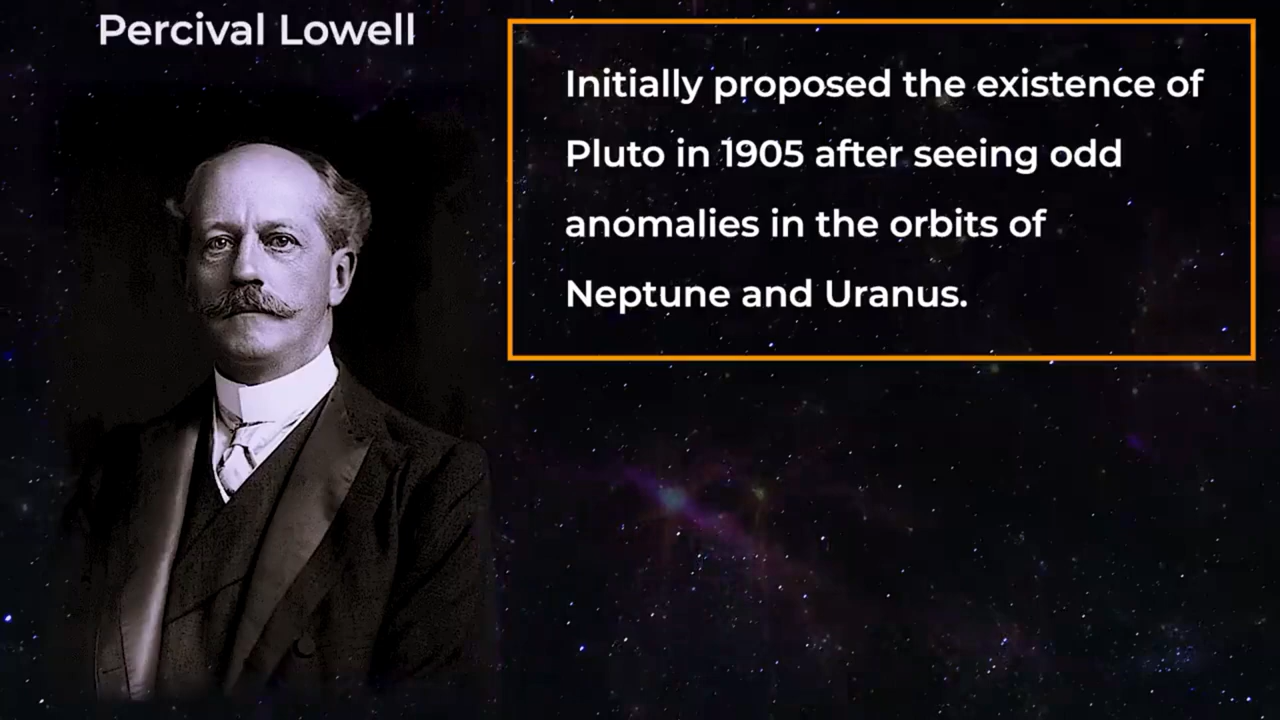 Percival Lowell
Initially proposed the existence of
Pluto in 1905 after seeing odd
anomalies in the orbits of
Neptune and Uranus.